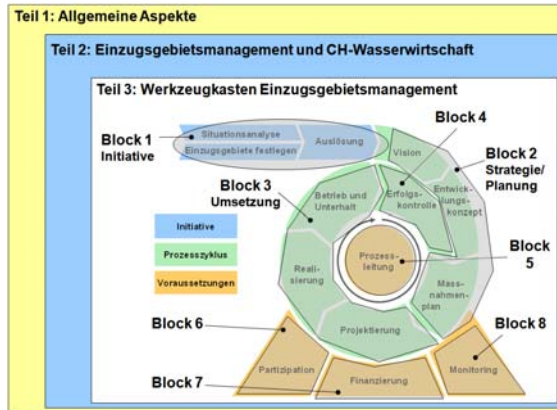 Teil 1: Allgemeine Aspekte
Teil 2: Einzugsgebietsmanagement und CH-Wasserwirtschaft
Teil 3: Werkzeugkasten Einzugsgebietsmanagement
Block 4
Block 1
Initiative
Situationsanalyse
Einzugsgebiete festlegen
Auslösung
Vision
Block 2
Strategie/
Planung
Block 3
Umsetzung
Betrieb und
Unterhalt
Erfolgs-
kontrolle
Entwick-
lungs-
konzept
Initiative
Prozesszyklus
Voraussetzungen
Reali-
sierung
Prozess-
leitung
Block
5
Mass-
nahmen-
plan
Projektierung
Block 6
Block 8
Partizipation
Finanzierung
Monitoring
Block 7